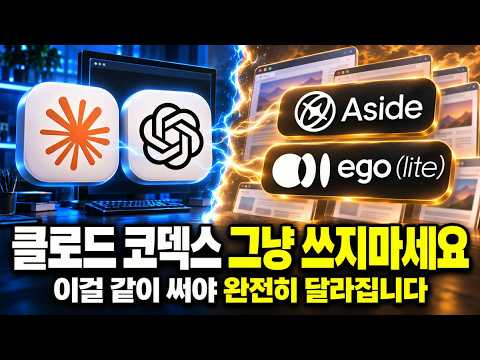 Aside
ego (lite)
클로드 코덱스 그냥 쓰지마세요
이걸 같이 써야 완전히 달라집니다